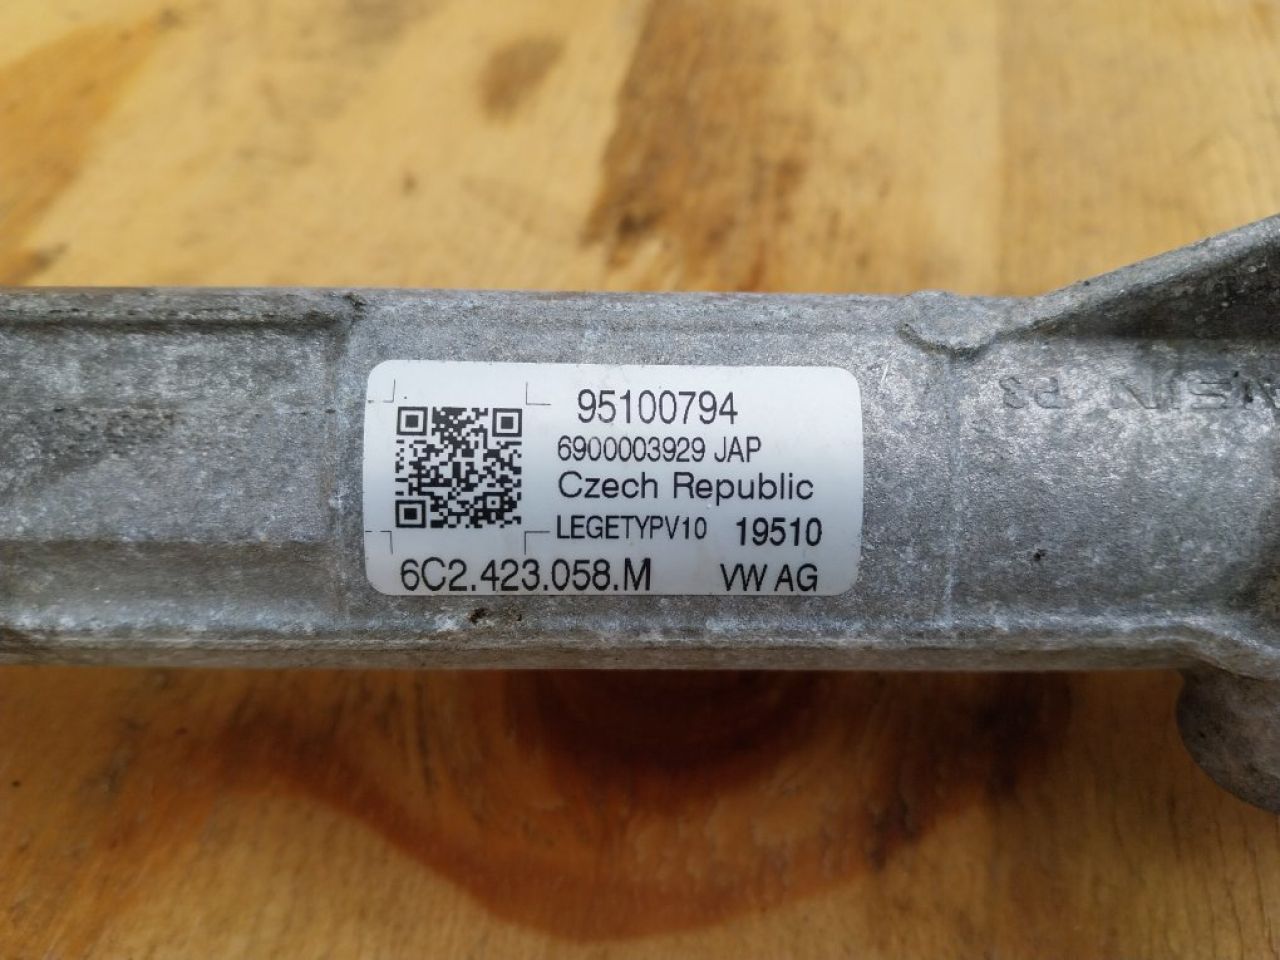 95100794
6900003929 JAP
Czech Republic
LEGETYPV10 19510
6C2.423.058.M VW AG